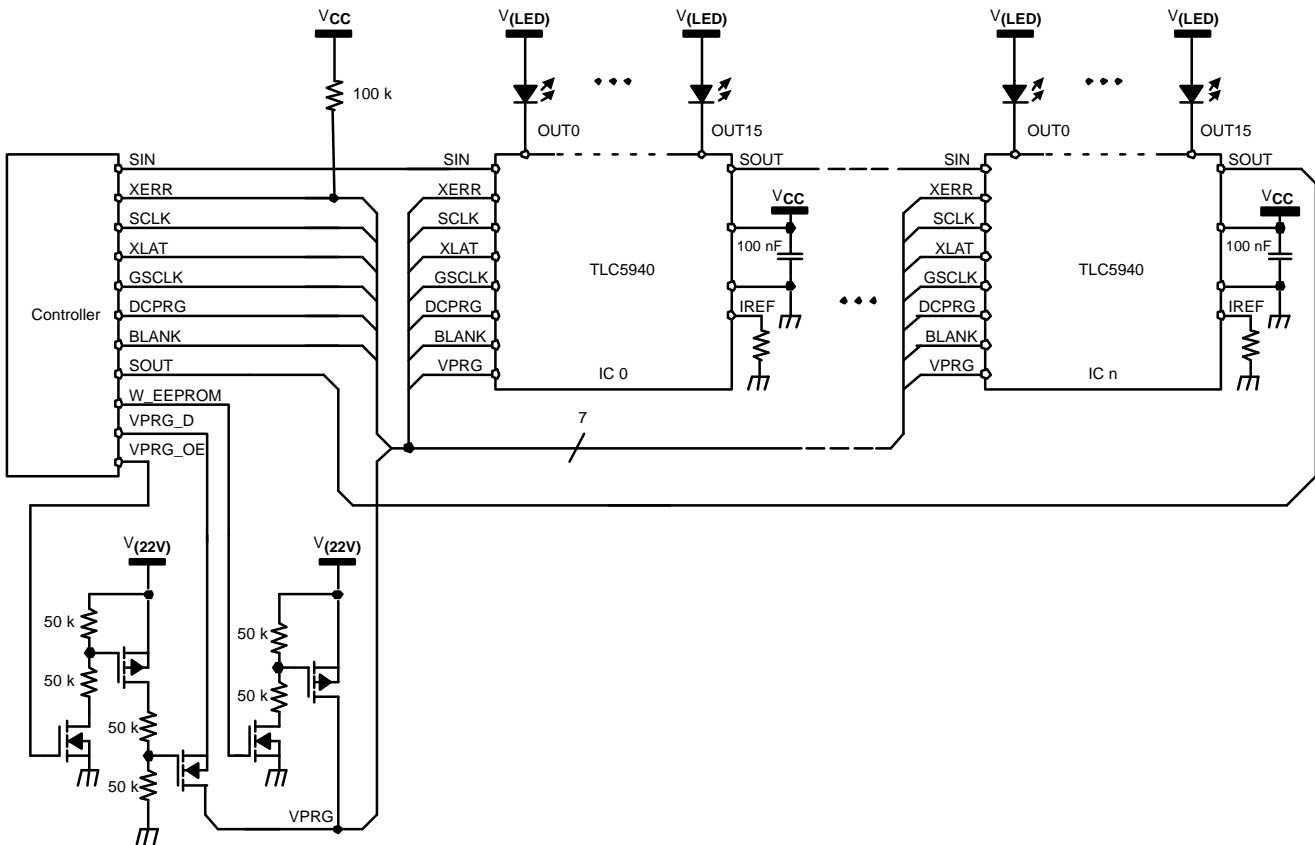 VCC
V(LED)
V(LED)
V(LED)
V(LED)
100 k
OUT0
OUT15
OUT0
OUT15
SIN
SIN
SOUT
SIN
SOUT
XERR
XERR
VCC
XERR
VCC
SCLK
SCLK
SCLK
XLAT
XLAT
100 nF
XLAT
100 nF
TLC5940
TLC5940
GSCLK
GSCLK
GSCLK
Controller
DCPRG
DCPRG
IREF
DCPRG
IREF
BLANK
BLANK
BLANK
SOUT
VPRG
IC 0
VPRG
IC n
W_EEPROM
VPRG_D
7
VPRG_OE
V(22V)
V(22V)
50 k
50 k
50 k
50 k
50 k
50 k
VPRG